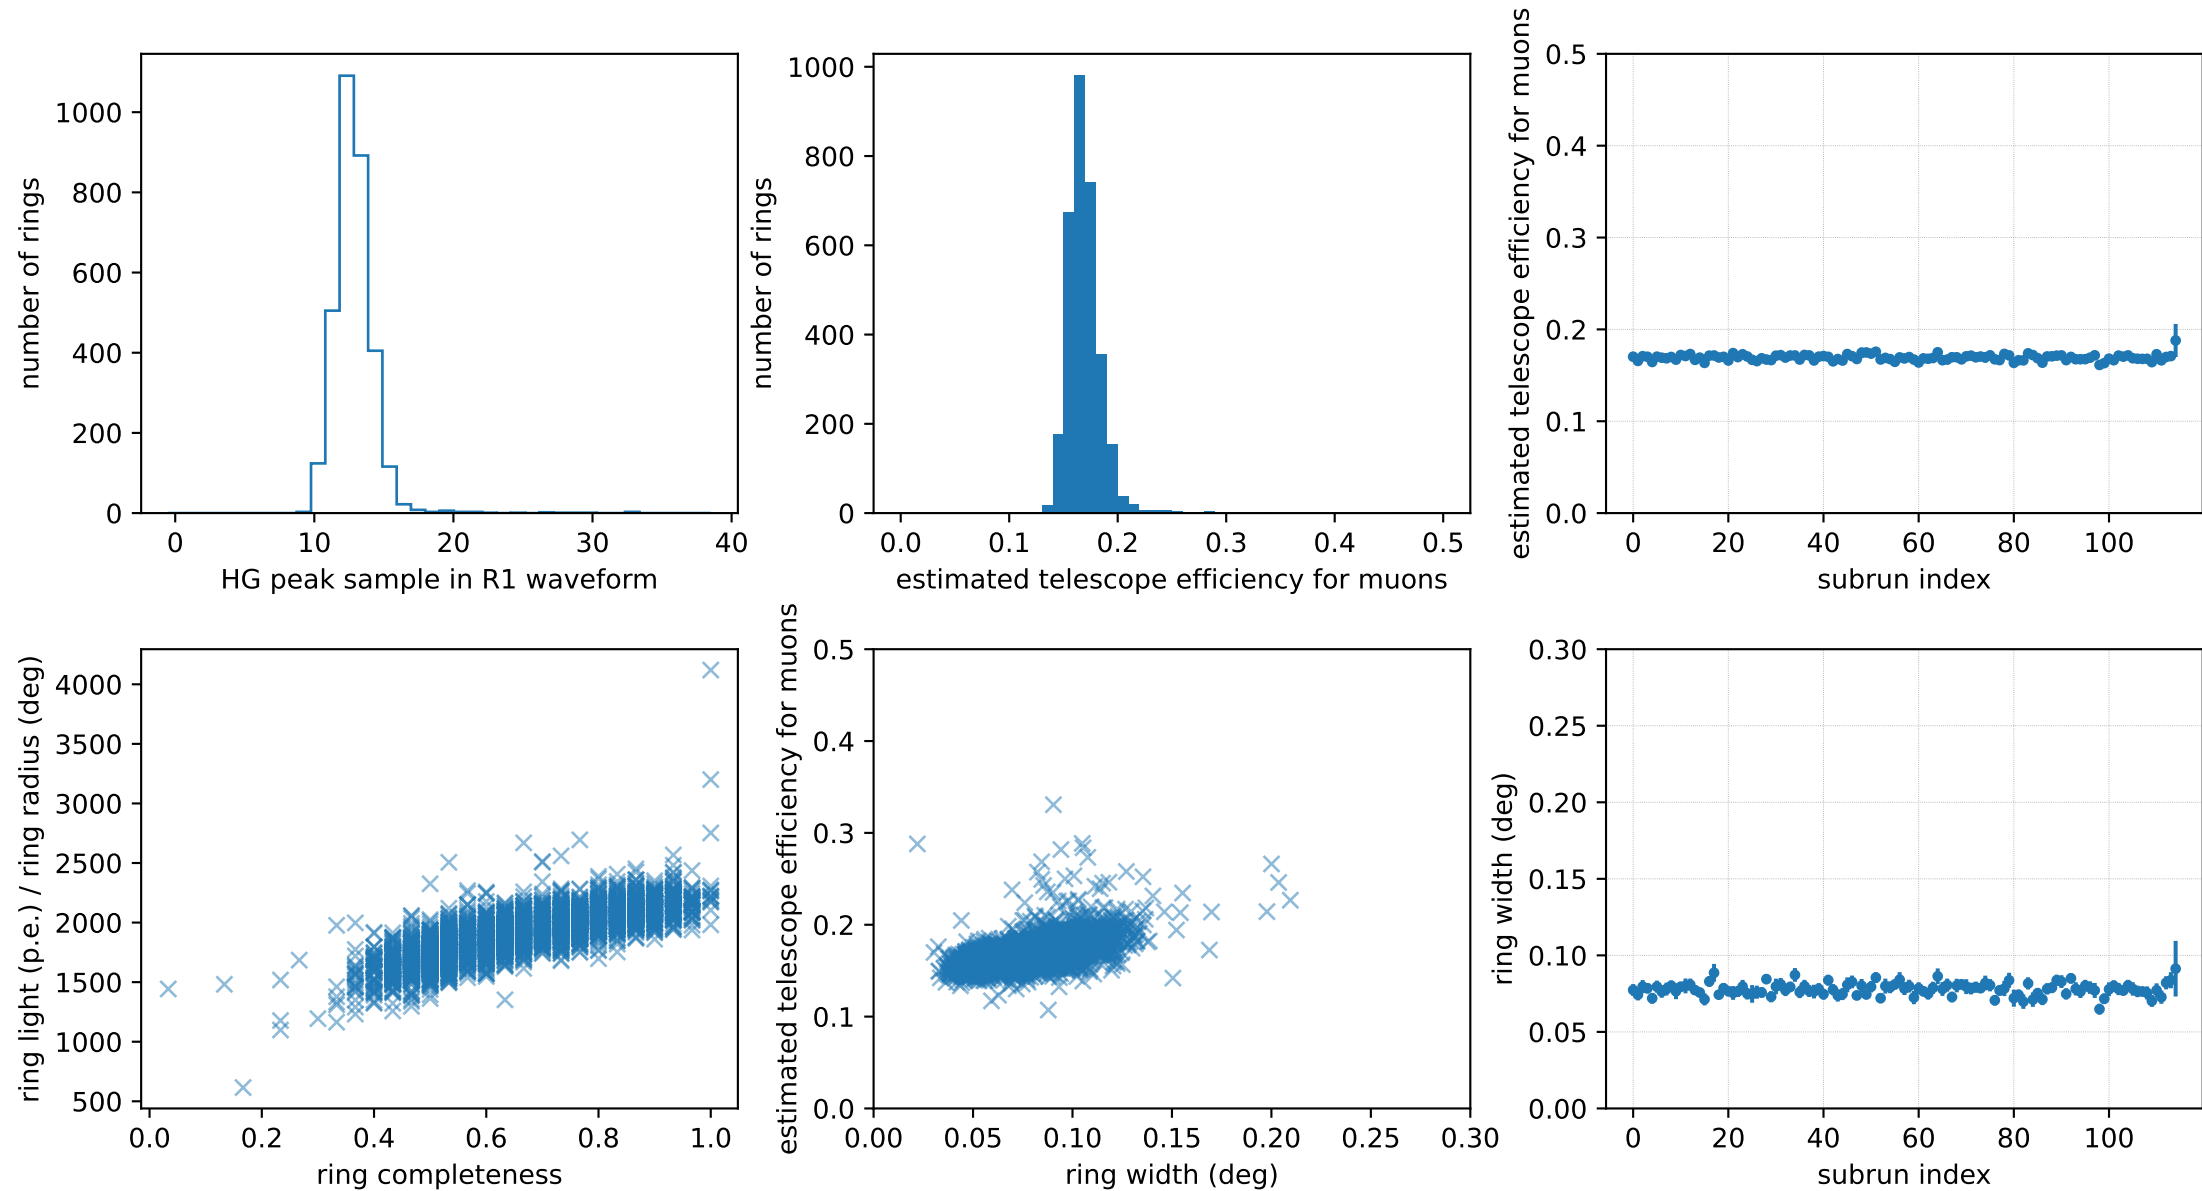 number of rings
1000
800
600
400
200
0
0 10 20 30 40
HG peak sample in R1 waveform
number of rings
1000
800
600
400
200
0
0.0 0.1 0.2 0.3 0.4 0.5
estimated telescope efficiency for muons
estimated telescope efficiency for muons
0.5
0.4
0.3
0.2
0.1
0.0
0 20 40 60 80 100
subrun index
ring light (p.e.) / ring radius (deg)
4000
3500
3000
2500
2000
1500
1000
500
0.0 0.2 0.4 0.6 0.8 1.0
ring completeness
estimated telescope efficiency for muons
0.5
0.4
0.3
0.2
0.1
0.0
0.00 0.05 0.10 0.15 0.20 0.25 0.30
ring width (deg)
ring width (deg)
0.30
0.25
0.20
0.15
0.10
0.05
0.00
0 20 40 60 80 100
subrun index